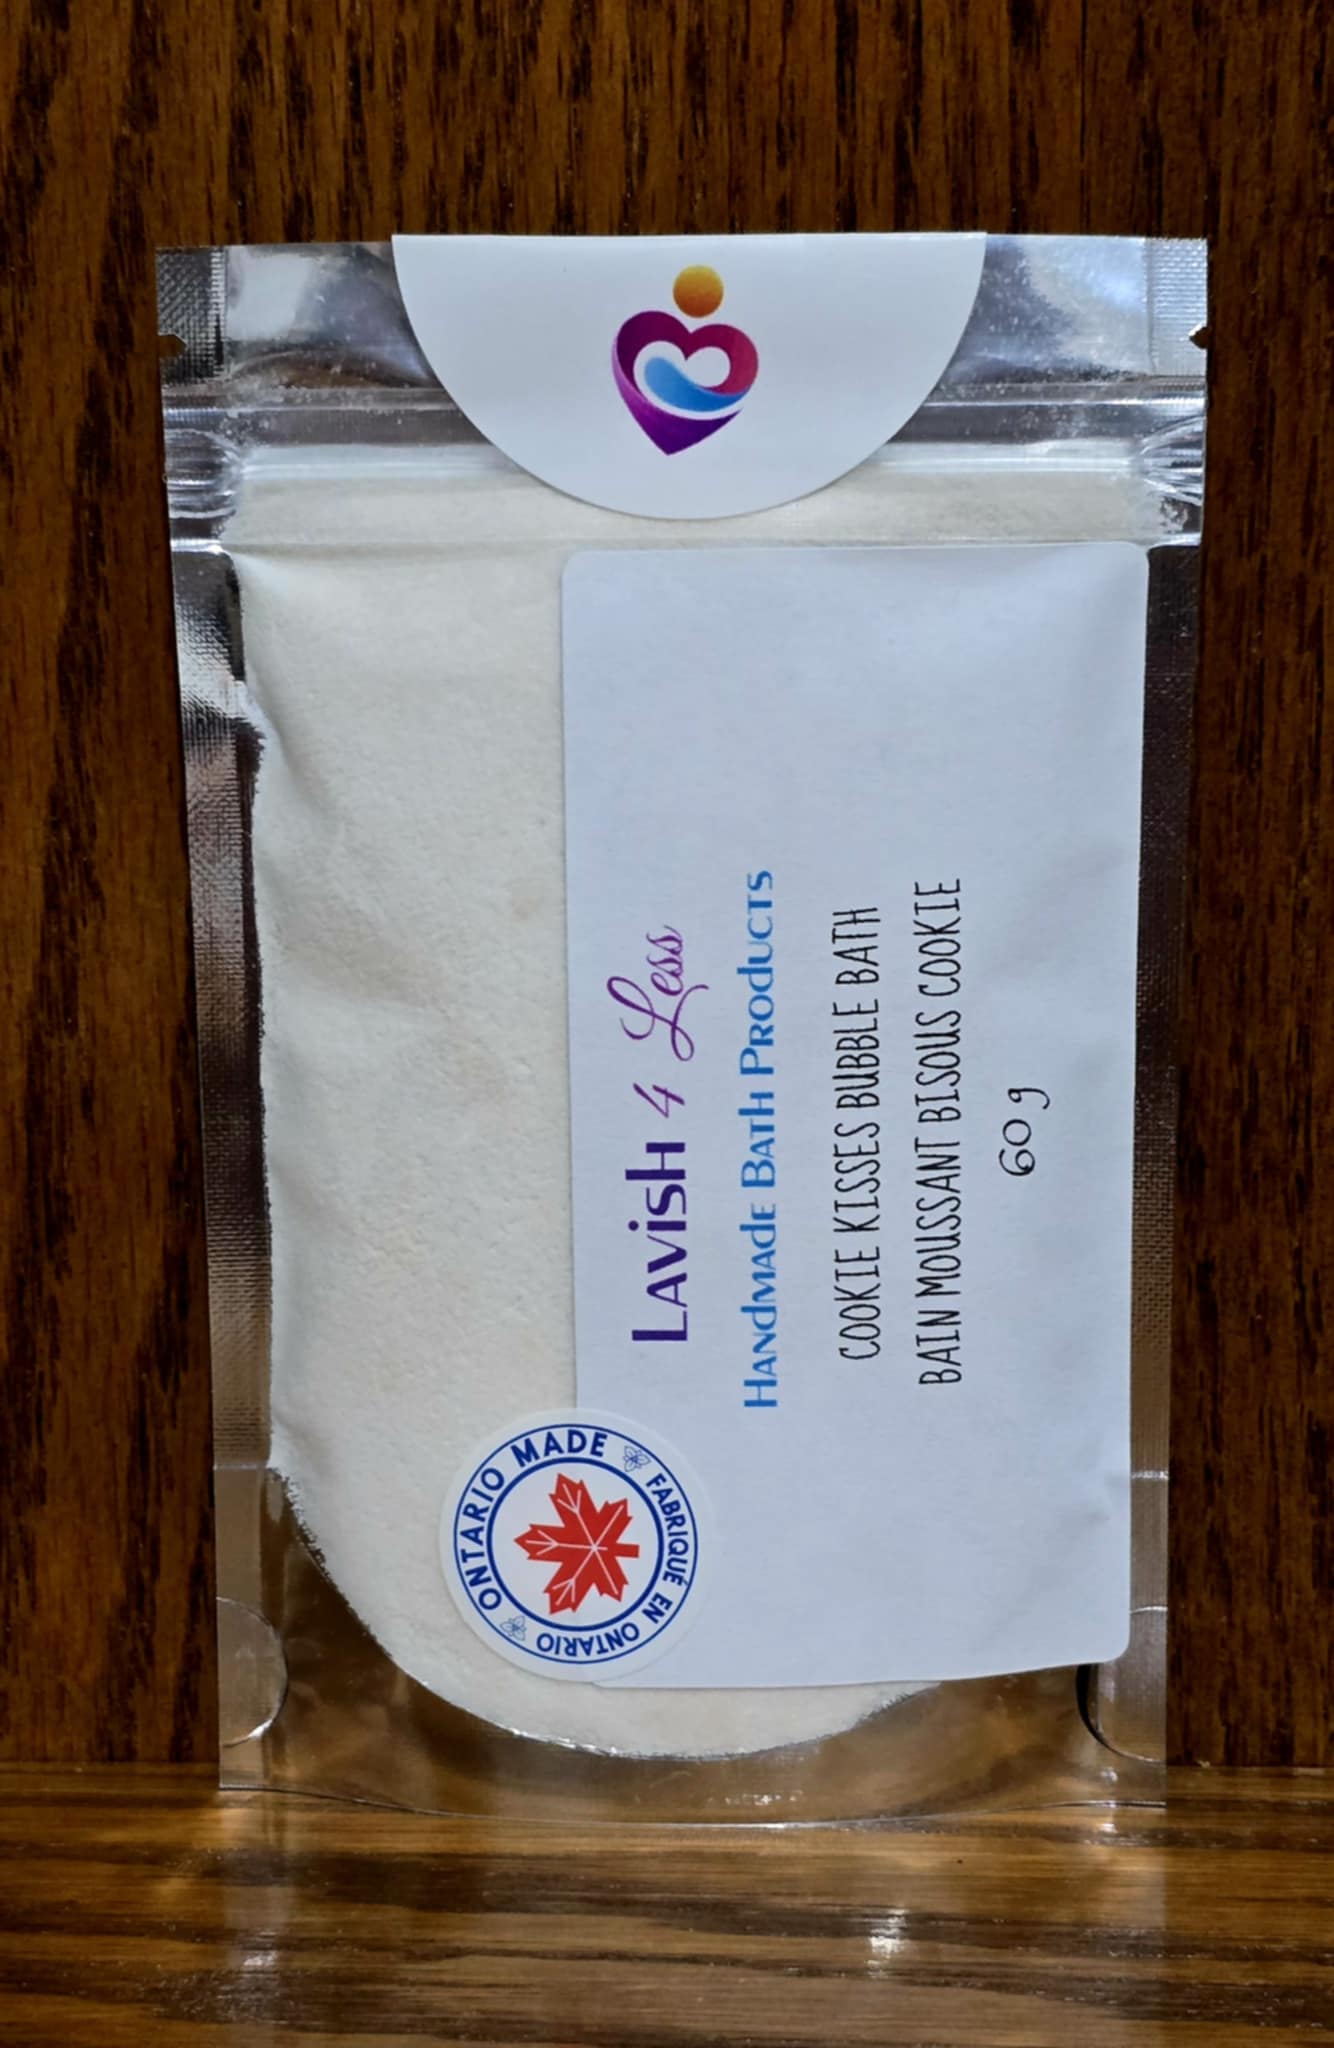 LAVISH 4 Less
HANDMADE BATH PRODUCTS
COOKIE KISSES BUBBLE BATH
BAIN MOUSSANT BISOUS COOKIE
60 g
ONTARIO MADE
FABRIQUÉ EN ONTARIO